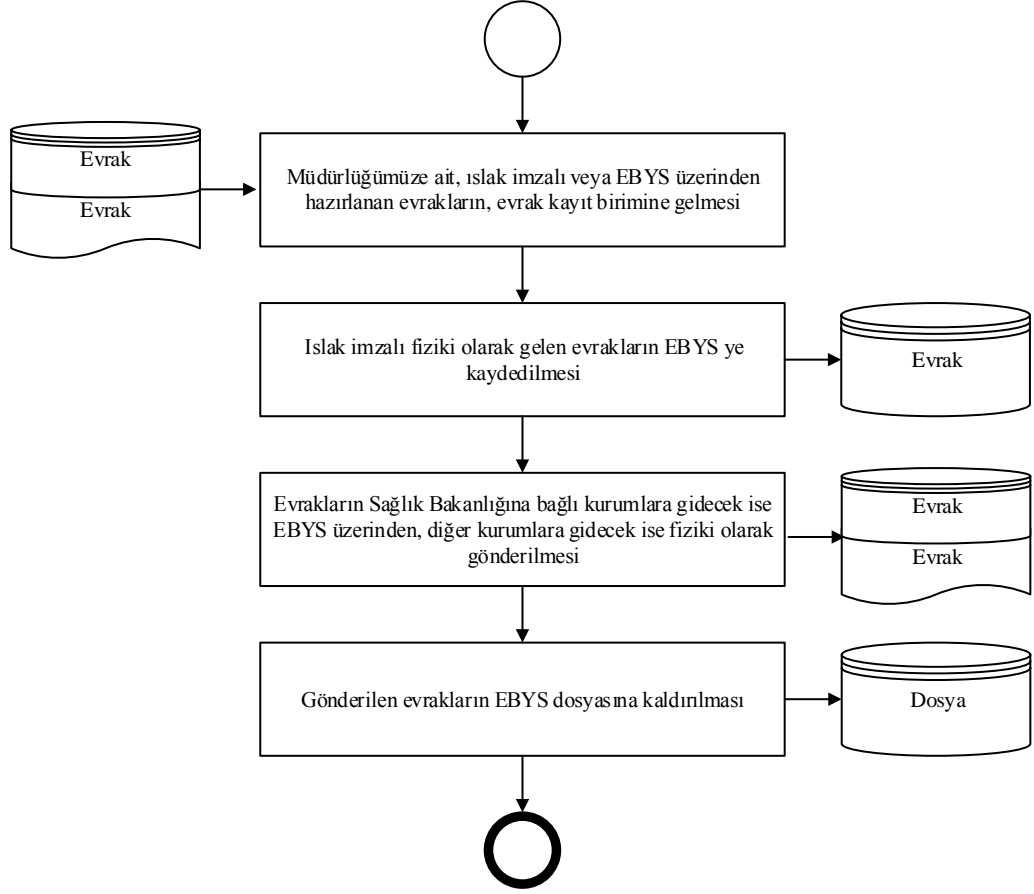 Evrak
Evrak
Müdürlüğümüze ait, ıslak imzalı veya EBYS üzerinden
hazırlanan evrakların, evrak kayıt birimine gelmesi
Islak imzalı fiziki olarak gelen evrakların EBYS ye
kaydedilmesi
Evrak
Evrakların Sağlık Bakanlığına bağlı kurumlara gidecek ise
EBYS üzerinden, diğer kurumlara gidecek ise fiziki olarak
gönderilmesi
Evrak
Evrak
Gönderilen evrakların EBYS dosyasına kaldırılması
Dosya